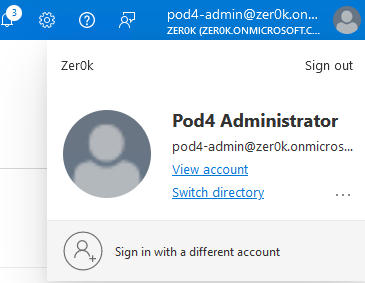 3
pod4-admin@zer0k.on...
ZER0K (ZER0K.ONMICROSOFT.C...
Zer0k
Sign out
Pod4 Administrator
pod4-admin@zer0k.onmicros...
View account
Switch directory
...
Sign in with a different account